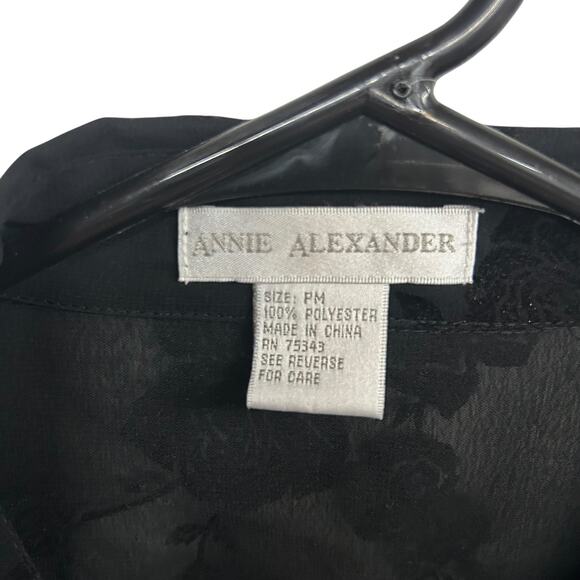 ANNIE ALEXANDER
SIZE: PM
100% POLYESTER
MADE IN CHINA
RN 75343
SEE REVERSE
FOR CARE